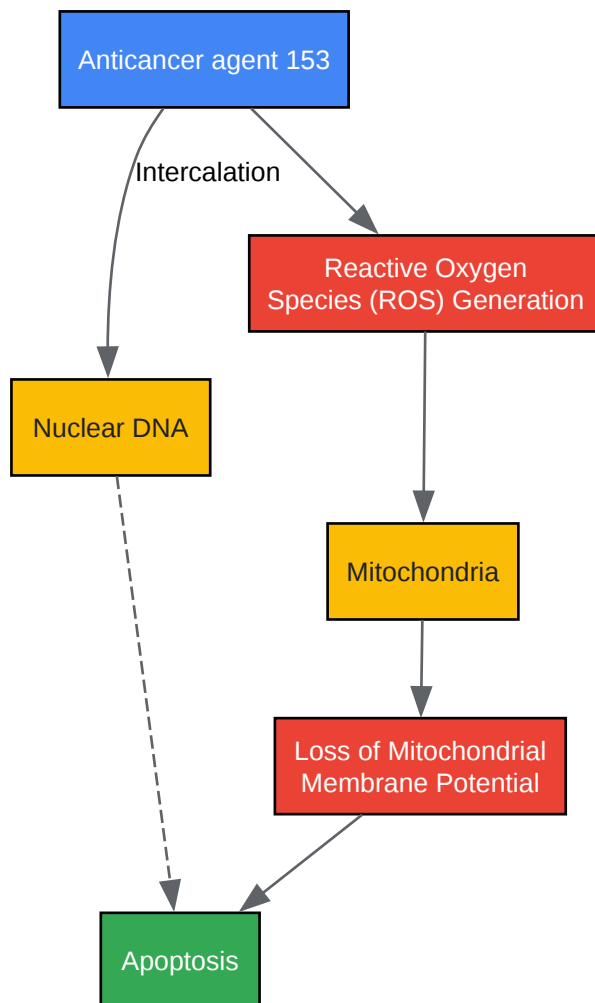 Anticancer agent 153
Intercalation
Reactive Oxygen
Species (ROS) Generation
Nuclear DNA
Mitochondria
Loss of Mitochondrial
Membrane Potential
Apoptosis